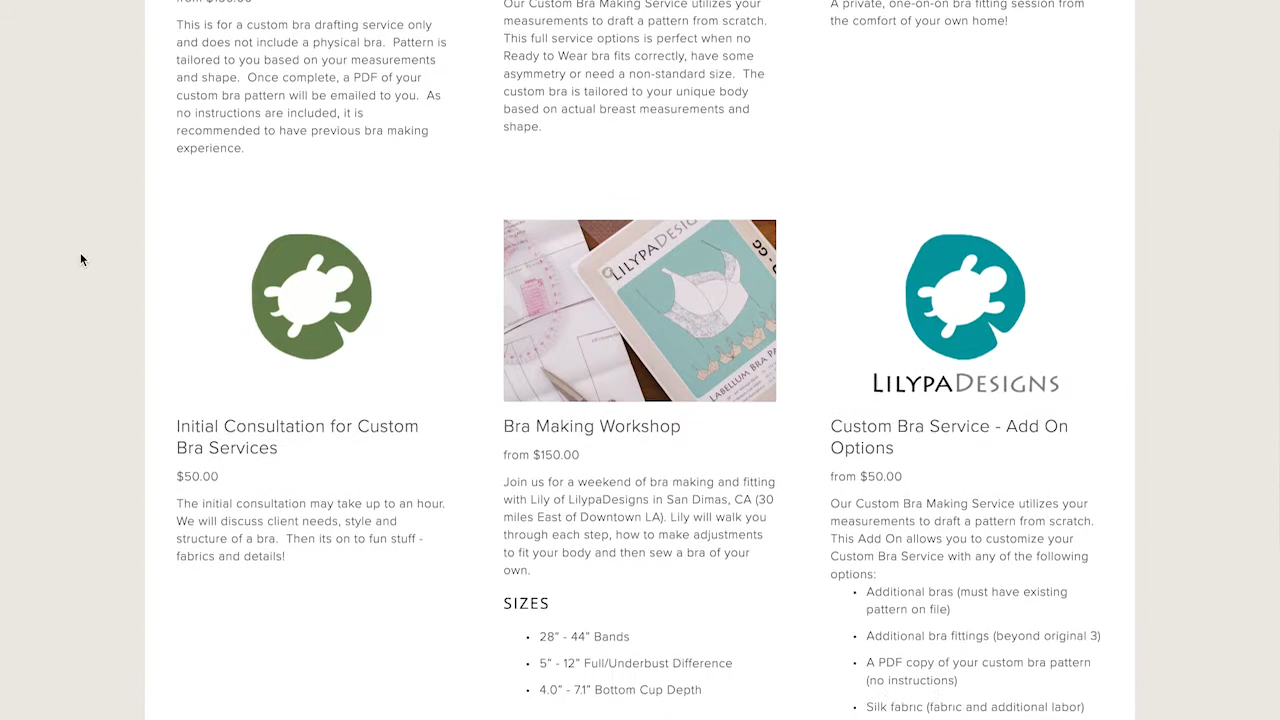 This is for a custom bra drafting service only
and does not include a physical bra.  Pattern is
tailored to you based on your measurements
and shape.  Once complete, a PDF of your
custom bra pattern will be emailed to you.  As
no instructions are included, it is
recommended to have previous bra making
experience.
Our Custom Bra Making Service utilizes your
measurements to draft a pattern from scratch.
This full service options is perfect when no
Ready to Wear bra fits correctly, have some
asymmetry or need a non-standard size.  The
custom bra is tailored to your unique body
based on actual breast measurements and
shape.
A private, one-on-on bra fitting session from
the comfort of your own home!
Initial Consultation for Custom
Bra Services
$50.00
The initial consultation may take up to an hour.
We will discuss client needs, style and
structure of a bra.  Then its on to fun stuff -
fabrics and details!
LILYPADESIG
LABELLUM BRA PA
Bra Making Workshop
from $150.00
Join us for a weekend of bra making and fitting
with Lily of LilypaDesigns in San Dimas, CA (30
miles East of Downtown LA). Lily will walk you
through each step, how to make adjustments
to fit your body and then sew a bra of your
own.
SIZES
• 28” - 44” Bands
• 5” - 12” Full/Underbust Difference
• 4.0” - 7.1” Bottom Cup Depth
LILYPADESIGNS
Custom Bra Service - Add On
Options
from $50.00
Our Custom Bra Making Service utilizes your
measurements to draft a pattern from scratch.
This Add On allows you to customize your
Custom Bra Service with any of the following
options:
• Additional bras (must have existing
pattern on file)
• Additional bra fittings (beyond original 3)
• A PDF copy of your custom bra pattern
(no instructions)
• Silk fabric (fabric and additional labor)